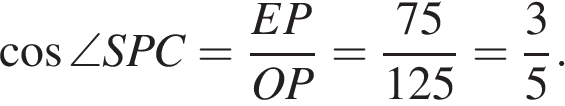 cos∠SPC = EP/OP = 75/125 = 3/5.